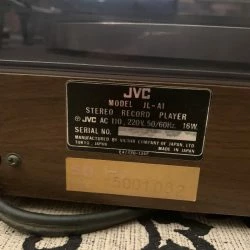 JVC
MODEL JL-A1
STEREO RECORD PLAYER
JVC AC 110, 220V, 50/60Hz, 16W
SERIAL NO.
MADE IN JAPAN BY VICTOR COMPANY OF JAPAN, LTD.
TOKYO, JAPAN